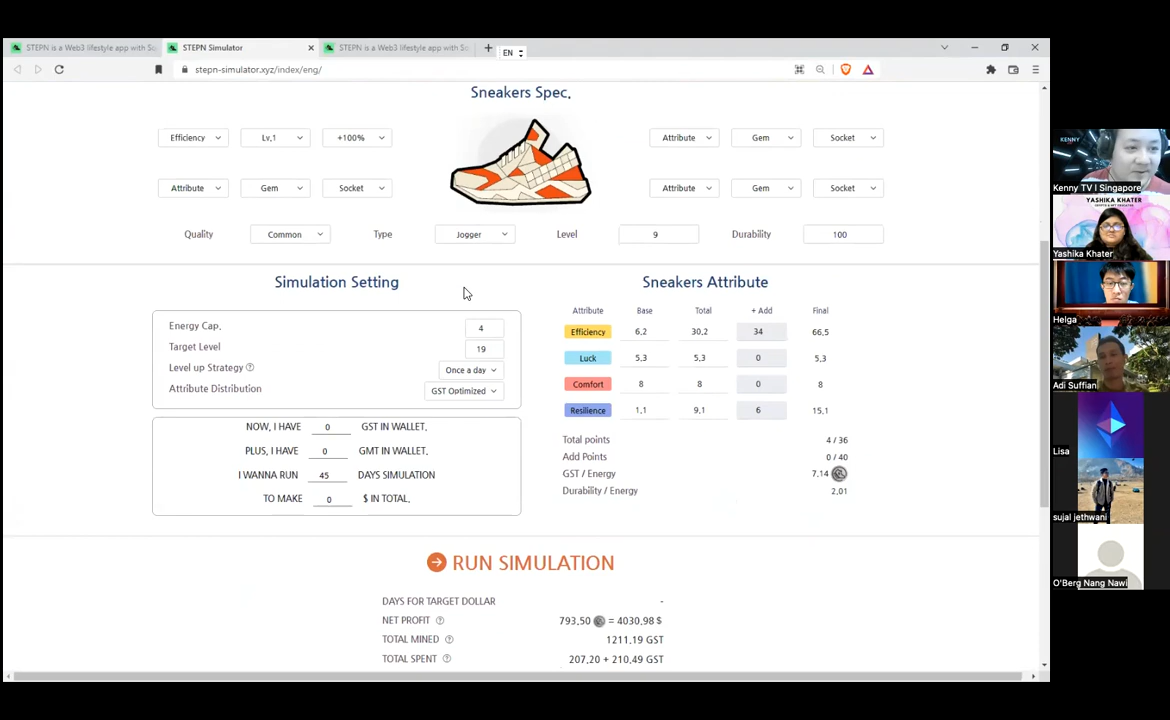 STEPN is a Web3 lifestyle app with So
STEPN Simulator
STEPN is a Web3 lifestyle app with So
EN
stepn-simulator.xyz/index/eng/
Sneakers Spec.
Efficiency Lv.1 +100% Attribute Gem Socket
Attribute Gem Socket Attribute Gem Socket
Quality Common Type Jogger Level 9 Durability 100
Simulation Setting
Energy Cap. 4
Target Level 19
Level up Strategy Once a day
Attribute Distribution GST Optimized
NOW, I HAVE 0 GST IN WALLET,
PLUS, I HAVE 0 GMT IN WALLET.
I WANNA RUN 45 DAYS SIMULATION
TO MAKE 0 $ IN TOTAL.
Sneakers Attribute
Attribute Base Total + Add Final
Efficiency 6.2 30.2 34 66.5
Luck 5.3 5.3 0 5.3
Comfort 8 8 0 8
Resilience 1.1 9.1 6 15.1
Total points 4 / 36
Add Points 0 / 40
GST / Energy 7.14
Durability / Energy 2.01
RUN SIMULATION
DAYS FOR TARGET DOLLAR -
NET PROFIT 793.50 = 4030.98 $
TOTAL MINED 1211.19 GST
TOTAL SPENT 207.20 + 210.49 GST
KENNY
Kenny TV I Singapore
YASHIKA KHATER
Yashika Khater
Helga
Adi Suffian
Lisa
sujal jethwani
O'Berg Nang Nawi